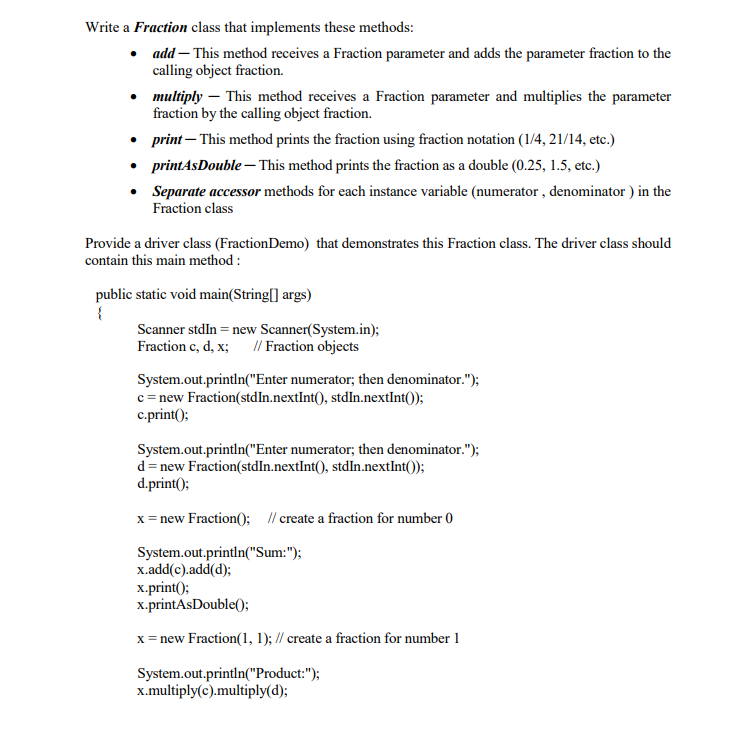 Write a Fraction class that implements these methods:
• add – This method receives a Fraction parameter and adds the parameter fraction to the
calling object fraction.
• multiply – This method receives a Fraction parameter and multiplies the parameter
fraction by the calling object fraction.
• print – This method prints the fraction using fraction notation (1/4, 21/14, etc.)
• printAsDouble – This method prints the fraction as a double (0.25, 1.5, etc.)
• Separate accessor methods for each instance variable (numerator , denominator ) in the
Fraction class
Provide a driver class (FractionDemo) that demonstrates this Fraction class. The driver class should
contain this main method :
public static void main(String[] args)
{
Scanner stdIn = new Scanner(System.in);
Fraction c, d, x; // Fraction objects
System.out.println("Enter numerator; then denominator.");
c = new Fraction(stdIn.nextInt(), stdIn.nextInt());
c.print();
System.out.println("Enter numerator; then denominator.");
d = new Fraction(stdIn.nextInt(), stdIn.nextInt());
d.print();
x = new Fraction(); // create a fraction for number 0
System.out.println("Sum:");
x.add(c).add(d);
x.print();
x.printAsDouble();
x = new Fraction(1, 1); // create a fraction for number 1
System.out.println("Product:");
x.multiply(c).multiply(d);